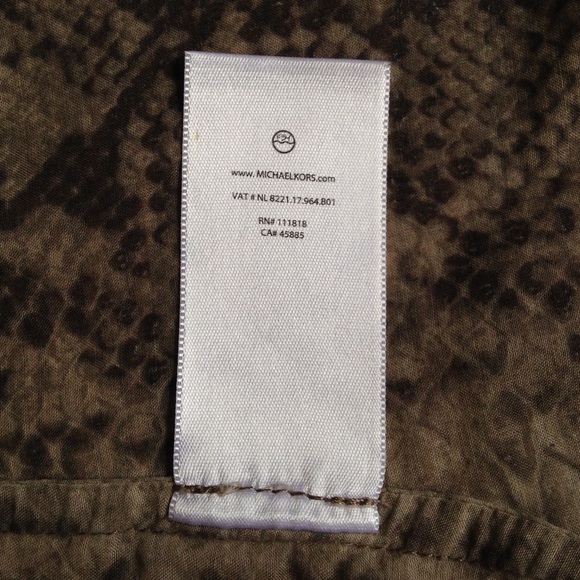 www. MICHAELKORS.com
VAT # NL 8221.17.964.B01
RN# 111818
CA# 45885